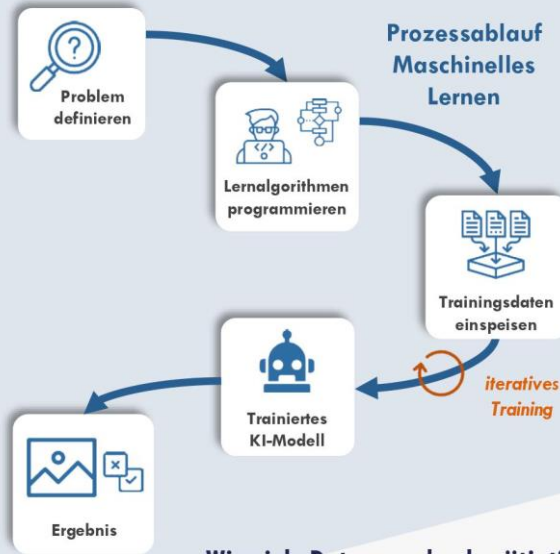 Prozessablauf
Maschinelles
Lernen
Problem
definieren
Lernalgorithmen
programmieren
Trainingsdaten
einspeisen
iteratives
Training
Trainiertes
KI-Modell
Ergebnis